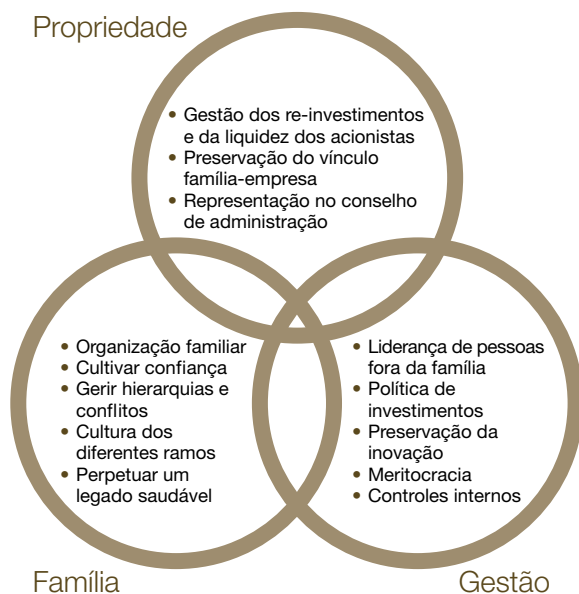 Propriedade
• Gestão dos re-investimentos
e da liquidez dos acionistas
• Preservação do vínculo
família-empresa
• Representação no conselho
de administração
• Organização familiar
• Cultivar confiança
• Gerir hierarquias e
conflitos
• Cultura dos
diferentes ramos
• Perpetuar um
legado saudável
• Liderança de pessoas
fora da família
• Política de
investimentos
• Preservação da
inovação
• Meritocracia
• Controles internos
Família
Gestão